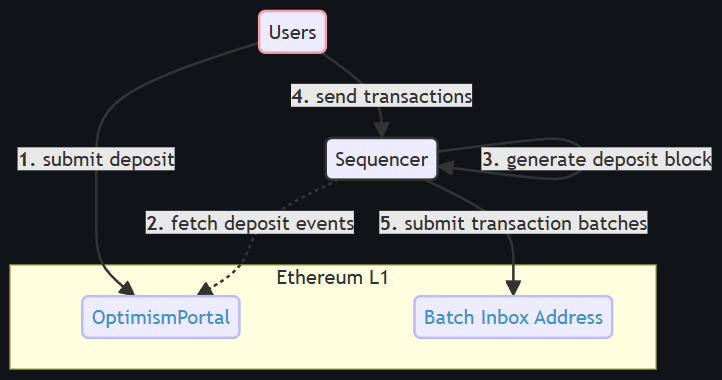 Users
4. send transactions
1. submit deposit
Sequencer
3. generate deposit block
2. fetch deposit events
5. submit transaction batches
Ethereum L1
OptimismPortal
Batch Inbox Address